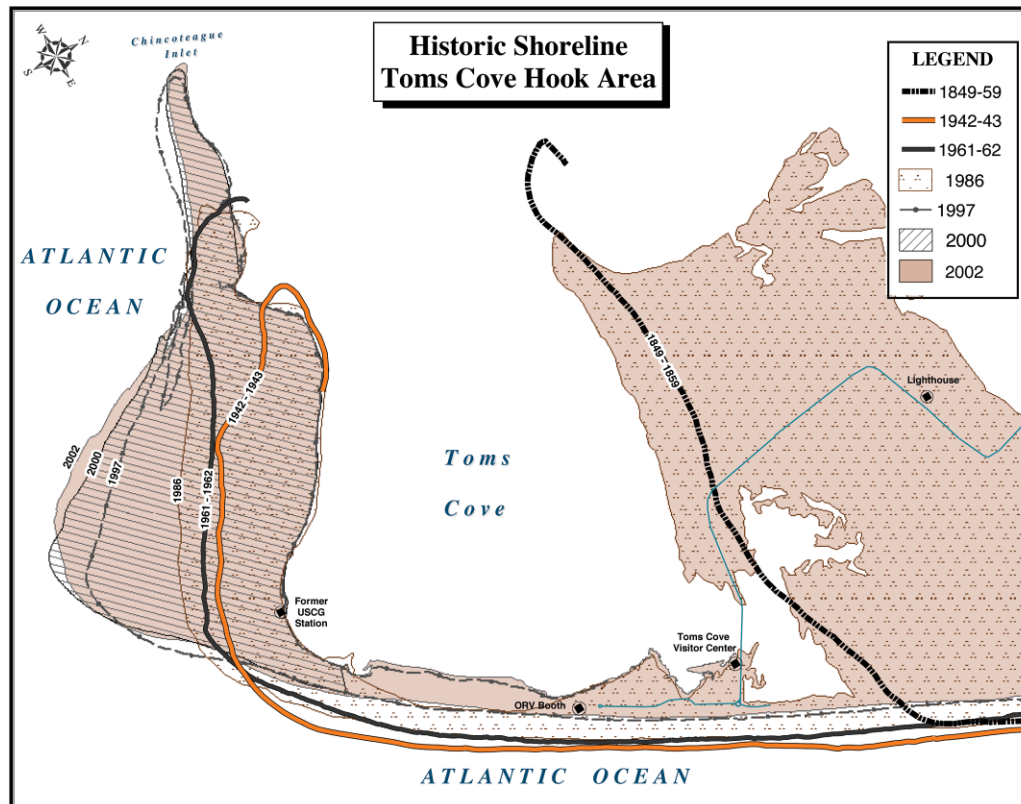 Historic Shoreline
Toms Cove Hook Area
W
N
S
E
Chincoteague
Inlet
LEGEND
1849-59
1942-43
1961-62
1986
1997
2000
2002
ATLANTIC
OCEAN
1849 - 1859
1942 - 1943
Lighthouse
Toms
Cove
2002
2000
1997
1986
1961 - 1962
Former
USCG
Station
Toms Cove
Visitor Center
ORV Booth
ATLANTIC OCEAN